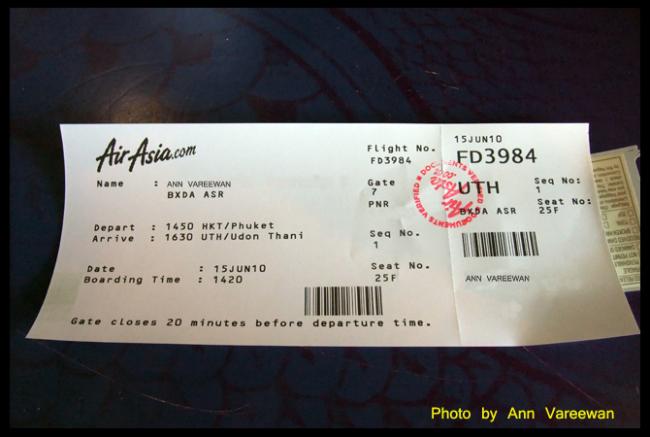 AirAsia.com
Name : ANN VAREEWAN
BXDA ASR
Depart : 1450 HKT/Phuket
Arrive : 1630 UTH/Udon Thani
Date : 15JUN10
Boarding Time : 1420
Gate closes 20 minutes before departure time.
Flight No.
FD3984
Gate
7
PNR
Seq No.
1
Seat No.
25F
15JUN10
FD3984
UTH
BXDA ASR
Seq No:
1
Seat No:
25F
DOCUMENTS VERIFIED
ANN VAREEWAN
Photo by Ann Vareewan